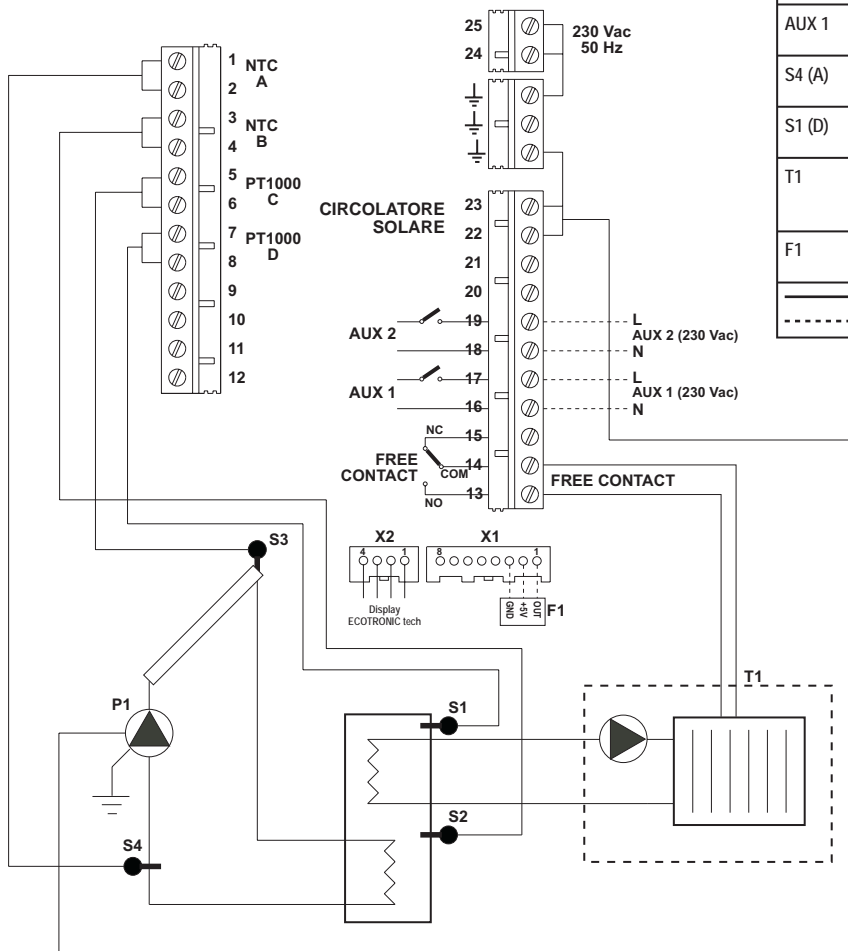 1
2
3
4
5
6
7
8
9
10
11
12
NTC
A
NTC
B
PT1000
C
PT1000
D
25
24
230 Vac
50 Hz
CIRCOLATORE
SOLARE
23
22
21
20
19
18
17
16
15
14
13
AUX 2
AUX 1
L
AUX 2 (230 Vac)
N
L
AUX 1 (230 Vac)
N
NC
FREE
CONTACT
COM
NO
FREE CONTACT
X2
4 1
Display
ECOTRONIC tech
X1
8 1
GND
+5V
OUT
F1
AUX 1
S4 (A)
S1 (D)
T1
F1
S3
P1
S4
S1
S2
T1